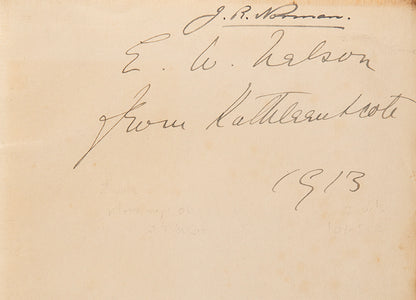 J. R. Norman.
E. W. Nelson
from Kathleen Scott
1913